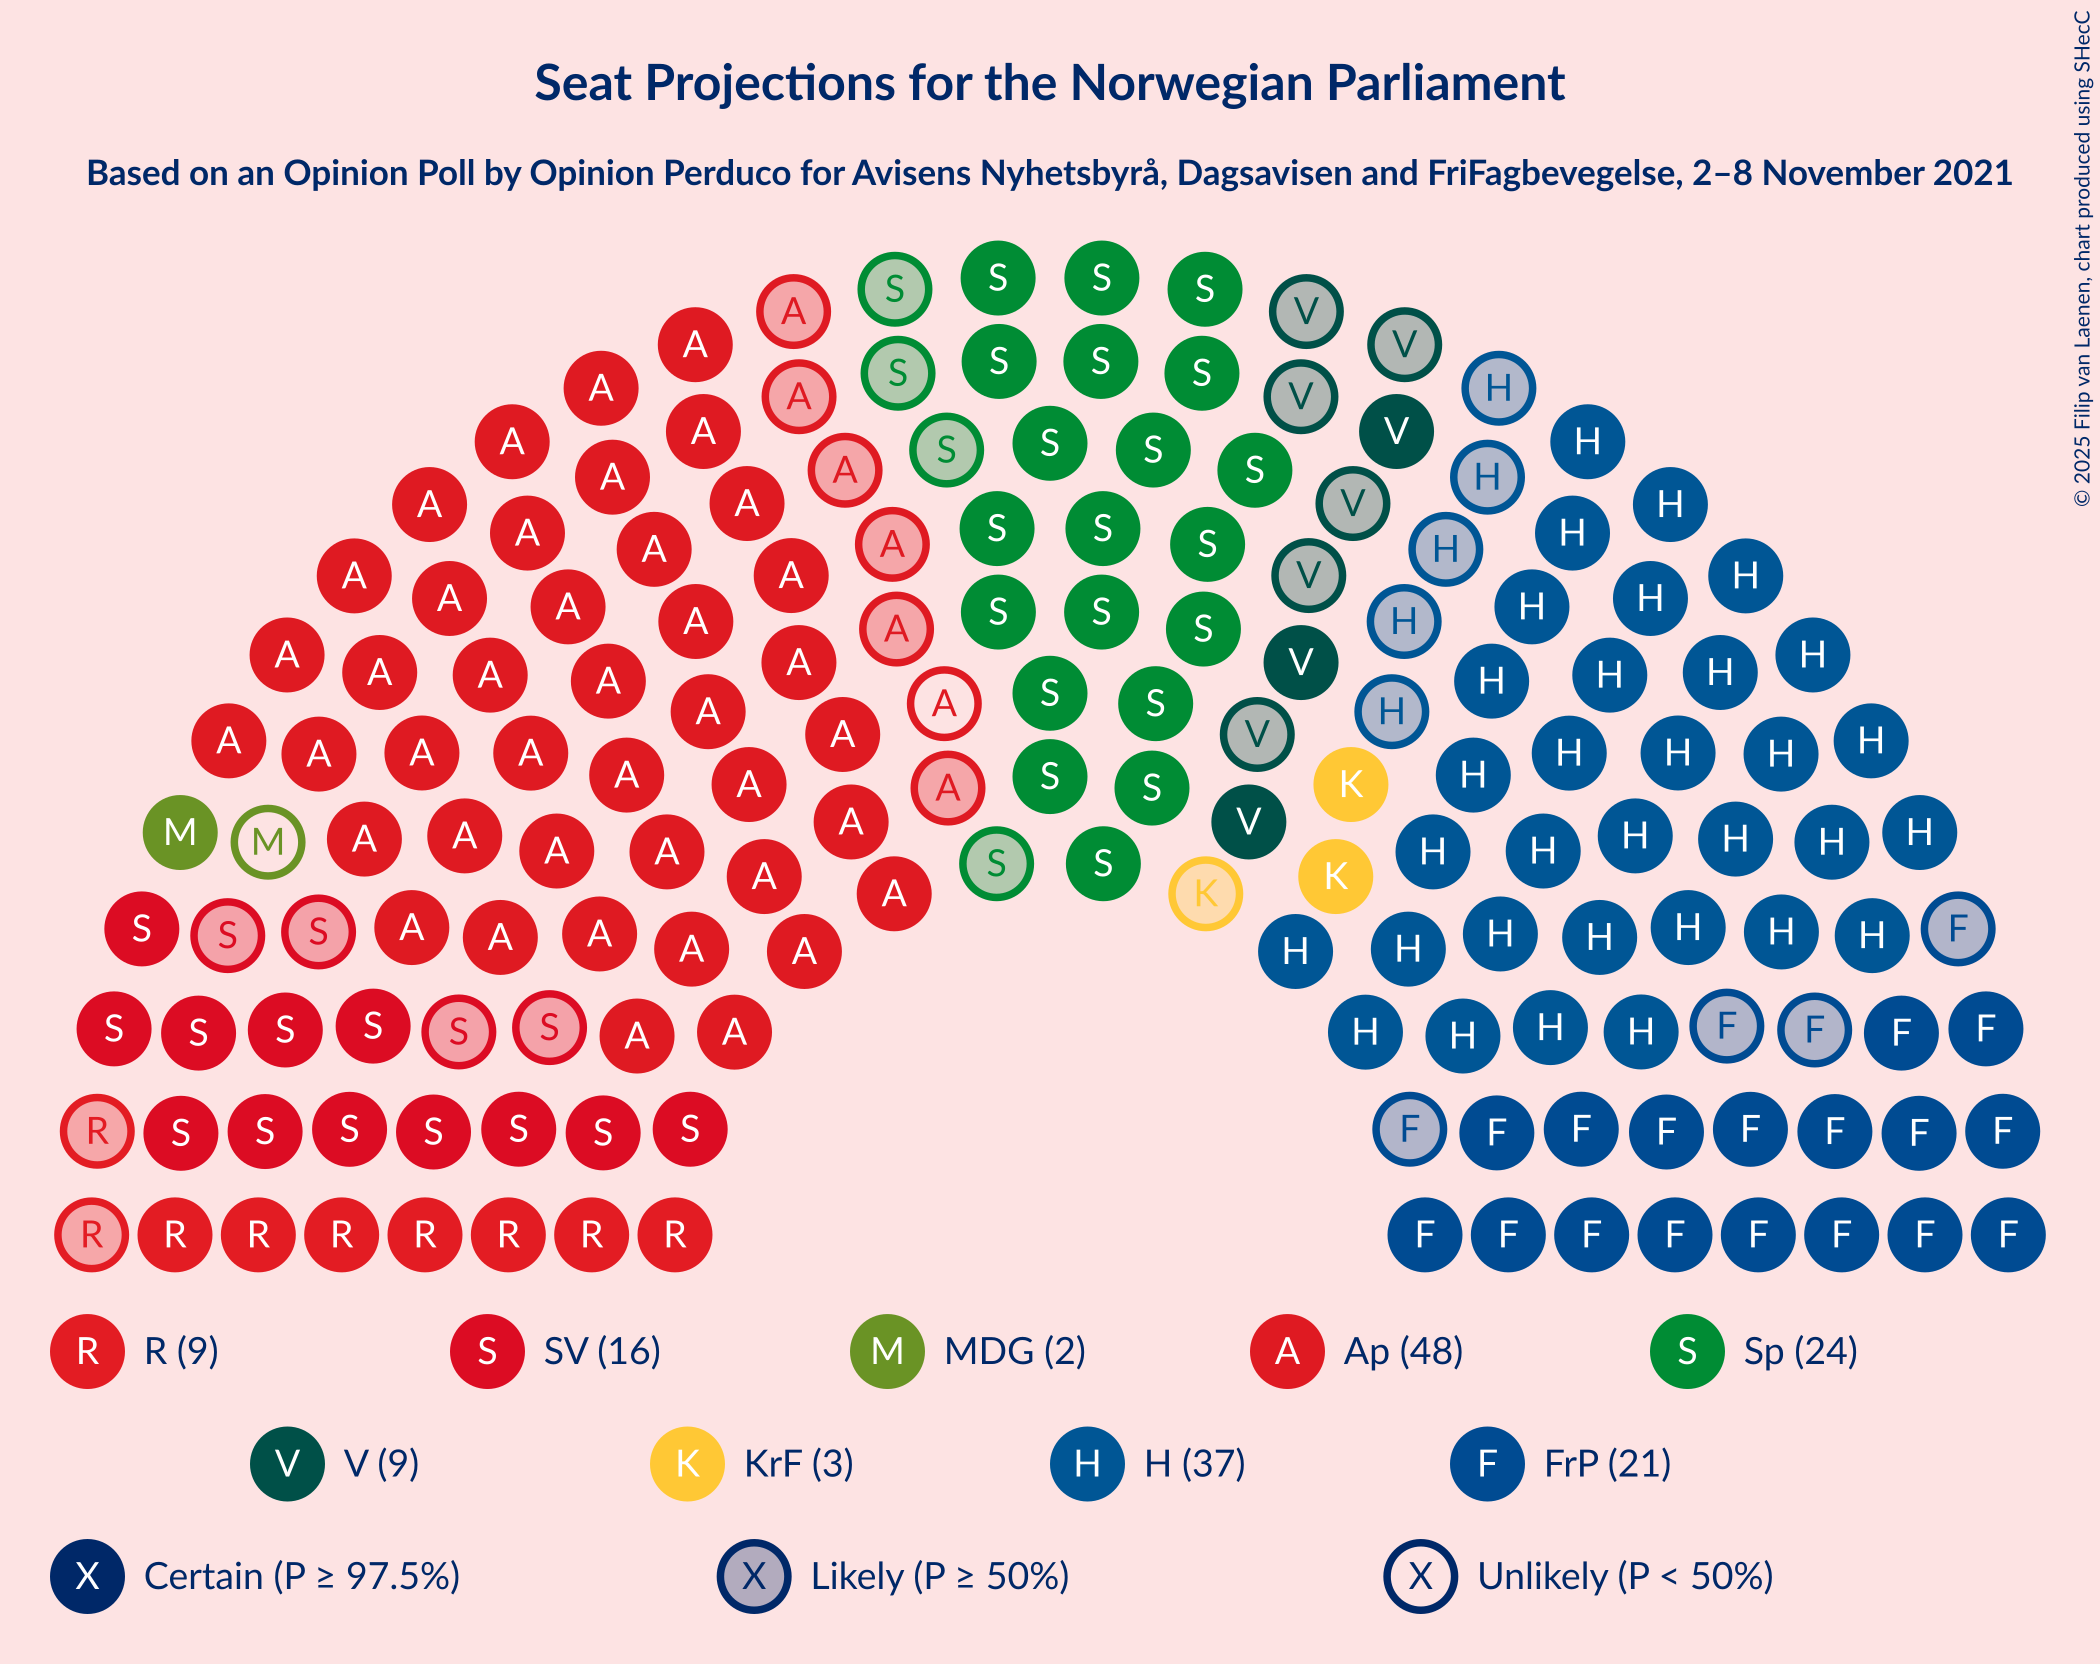 Seat Projections for the Norwegian Parliament
Based on an Opinion Poll by Opinion Perduco for Avisens Nyhetsbyrå, Dagsavisen and FriFagbevegelse, 2–8 November 2021
© 2025 Filip van Laenen, chart produced using SHecC
S S S S V
A V
A H
A S S S S V H
A A V H
A S S S S H
A A A V H
A A S S S H H
A A A V H
A A S S S H H
A A A V H
A A S S H H
A A A V H
A A S S K H
A A A V H
M M A A A A A S S K K H H H H H H
S S S A A A A A A H H H H H H H F
S S S S S S A A H H H H F F F F
R S S S S S S S F F F F F F F F
R R R R R R R R F F F F F F F F
R R (9) S SV (16) M MDG (2) A Ap (48) S Sp (24)
V V (9) K KrF (3) H H (37) F FrP (21)
X Certain (P ≥ 97.5%) X Likely (P ≥ 50%) X Unlikely (P < 50%)